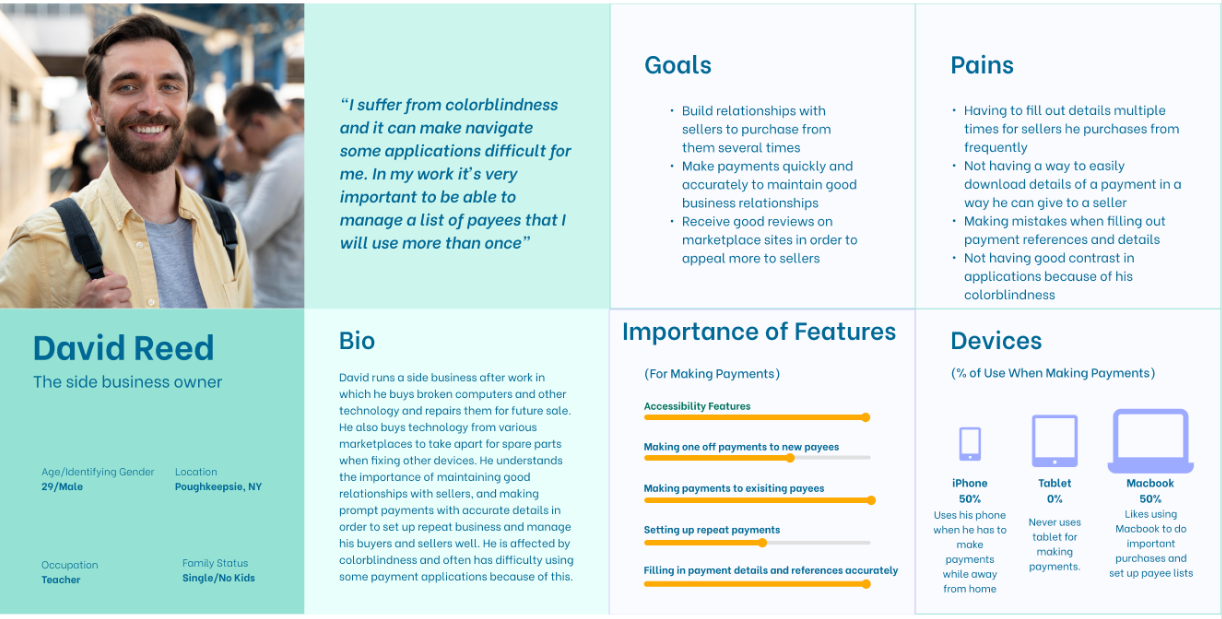 “I suffer from colorblindness
and it can make navigate
some applications difficult for
me. In my work it's very
important to be able to
manage a list of payees that I
will use more than once”
Goals
• Build relationships with
sellers to purchase from
them several times
• Make payments quickly and
accurately to maintain good
business relationships
• Receive good reviews on
marketplace sites in order to
appeal more to sellers
Pains
• Having to fill out details multiple
times for sellers he purchases from
frequently
• Not having a way to easily
download details of a payment in a
way he can give to a seller
• Making mistakes when filling out
payment references and details
• Not having good contrast in
applications because of his
colorblindness
David Reed
The side business owner
Age/Identifying Gender
29/Male
Location
Poughkeepsie, NY
Occupation
Teacher
Family Status
Single/No Kids
Bio
David runs a side business after work in
which he buys broken computers and other
technology and repairs them for future sale.
He also buys technology from various
marketplaces to take apart for spare parts
when fixing other devices. He understands
the importance of maintaining good
relationships with sellers, and making
prompt payments with accurate details in
order to set up repeat business and manage
his buyers and sellers well. He is affected by
colorblindness and often has difficulty using
some payment applications because of this.
Importance of Features
(For Making Payments)
Accessibility Features
Making one off payments to new payees
Making payments to exisiting payees
Setting up repeat payments
Filling in payment details and references accurately
Devices
(% of Use When Making Payments)
iPhone
50%
Uses his phone
when he has to
make
payments
while away
from home
Tablet
0%
Never uses
tablet for
making
payments.
Macbook
50%
Likes using
Macbook to do
important
purchases and
set up payee lists